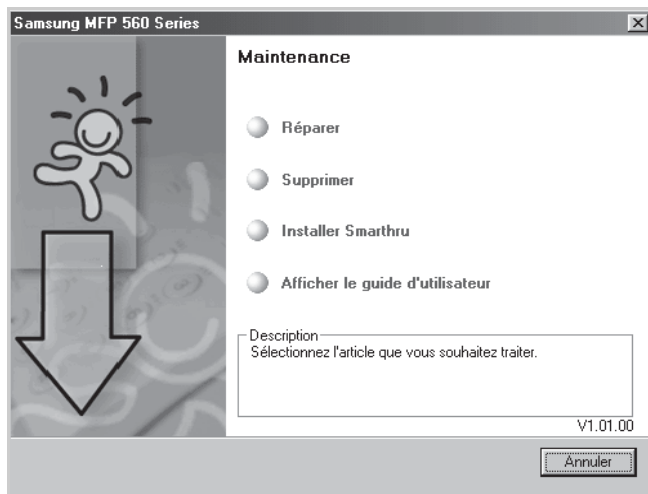 Samsung MFP 560 Series
Maintenance
Réparer
Supprimer
Installer Smarthru
Afficher le guide d'utilisateur
Description
Sélectionnez l'article que vous souhaitez traiter.
V1.01.00
Annuler